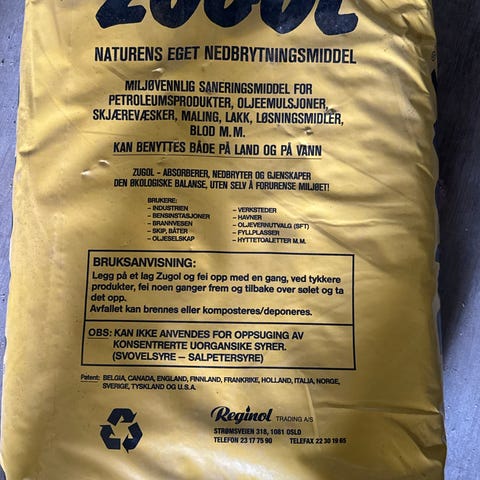 ZUGOL
NATURENS EGET NEDBRYTNINGSMIDDEL
MILJØVENNLIG SANERINGSMIDDEL FOR
PETROLEUMSPRODUKTER, OLJEEMULSJONER,
SKJÆREVÆSKER, MALING, LAKK, LØSNINGSMIDLER,
BLOD M.M.
KAN BENYTTES BÅDE PÅ LAND OG PÅ VANN
ZUGOL - ABSORBERER, NEDBRYTER OG GJENSKAPER
DEN ØKOLOGISKE BALANSE, UTEN SELV Å FORURENSE MILJØET!
BRUKERE:
– INDUSTRIEN
– BENSINSTASJONER
– BRANNVESEN
– SKIP, BÅTER
– OLJESELSKAP
– VERKSTEDER
– HAVNER
– OLJEVERNUTVALG (SFT)
– FYLLPLASSER
– HYTTETOALETTER M.M.
BRUKSANVISNING:
Legg på et lag Zugol og fei opp med en gang, ved tykkere
produkter, fei noen ganger frem og tilbake over sølet og ta
det opp.
Avfallet kan brennes eller komposteres/deponeres.
OBS: KAN IKKE ANVENDES FOR OPPSUGING AV
KONSENTRERTE UORGANISKE SYRER.
(SVOVELSYRE – SALPETERSYRE)
Patent: BELGIA, CANADA, ENGLAND, FINNLAND, FRANKRIKE, HOLLAND, ITALIA, NORGE,
SVERIGE, TYSKLAND OG U.S.A.
Reginol TRADING A/S
STRØMSVEIEN 318, 1081 OSLO
TELEFON 23 17 75 90 TELEFAX 22 30 19 65